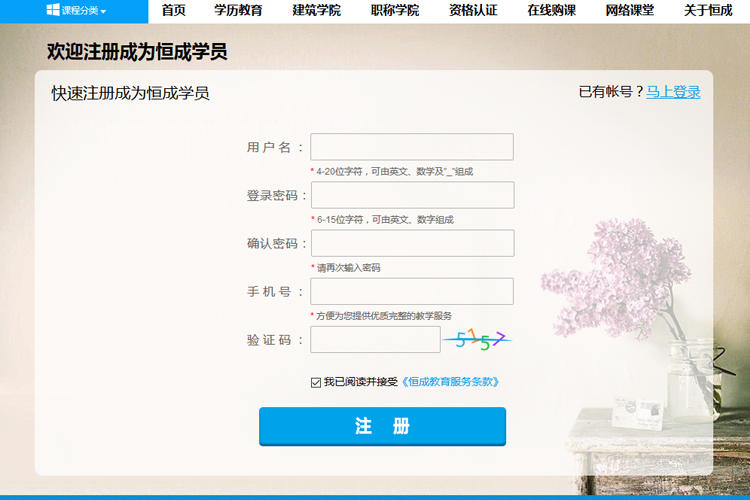 课程分类 首页 学历教育 建筑学院 职称学院 资格认证 在线购课 网络课堂 关于恒成
欢迎注册成为恒成学员
快速注册成为恒成学员 已有帐号？马上登录
用户名：
* 4-20位字符，可由英文、数学及"_"组成
登录密码：
* 6-15位字符，可由英文、数字组成
确认密码：
* 请再次输入密码
手机号：
* 方便为您提供优质完整的教学服务
验证码： 5757
我已阅读并接受《恒成教育服务条款》
注 册